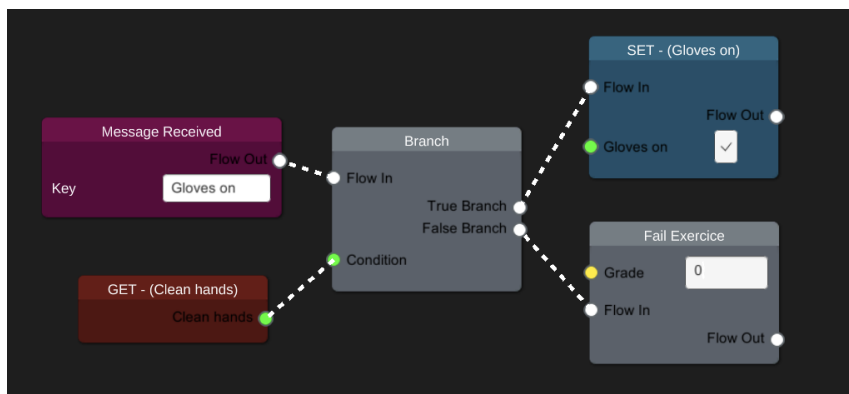 Message Received
Flow Out
Key
Gloves on
GET - (Clean hands)
Clean hands
Branch
Flow In
True Branch
False Branch
Condition
SET - (Gloves on)
Flow In
Flow Out
Gloves on
Fail Exercice
Grade
0
Flow In
Flow Out